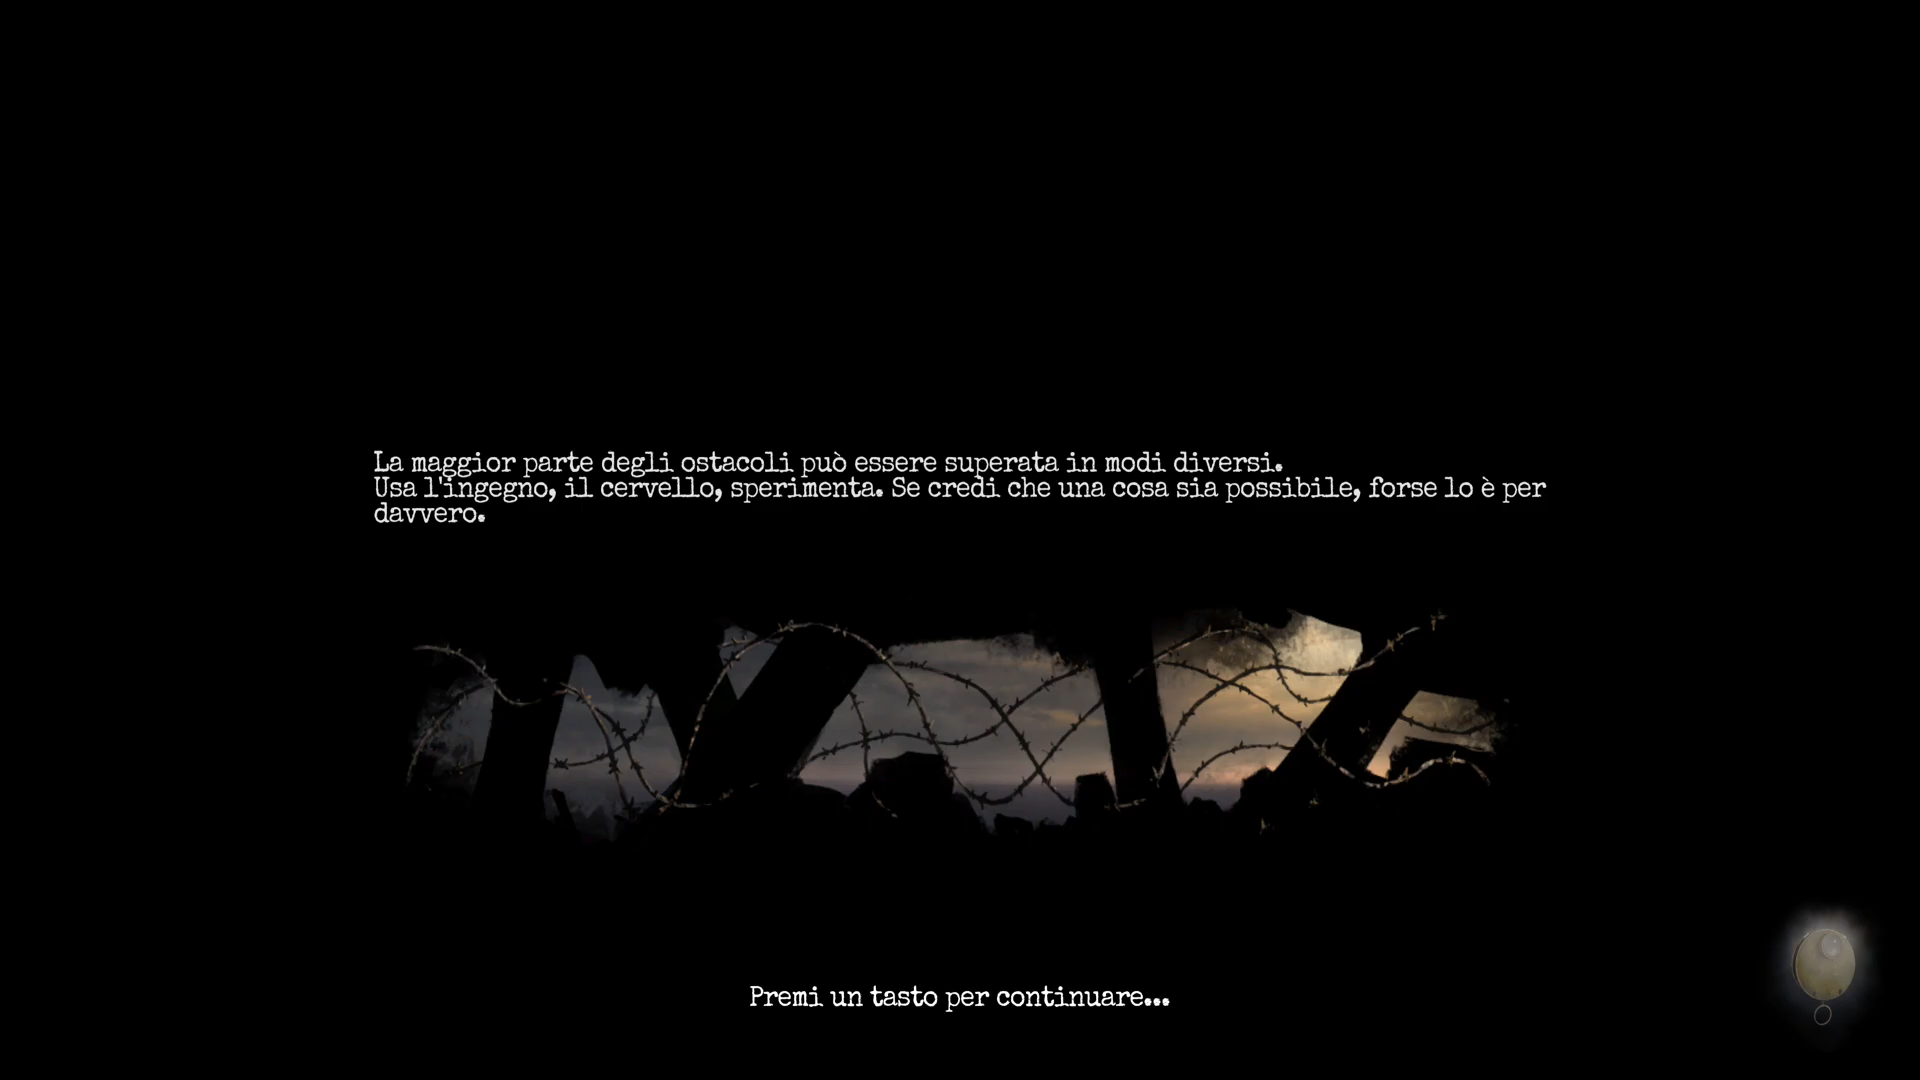 La maggior parte degli ostacoli può essere superata in modi diversi.
Usa l'ingegno, il cervello, sperimenta. Se credi che una cosa sia possibile, forse lo è per
davvero.
Premi un tasto per continuare...